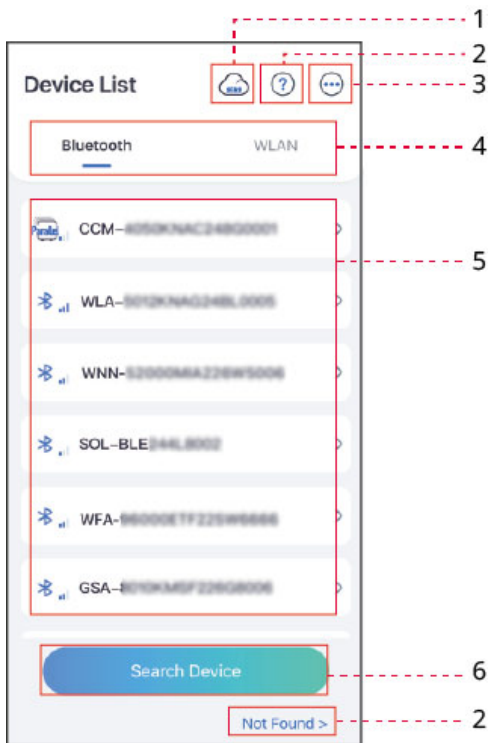 1
2
Device List
3
Bluetooth WLAN
4
Parallel
CCM-
5
WLA-
WNN-
SOL-BLE
WFA-
GSA-
Search Device
6
Not Found >
2